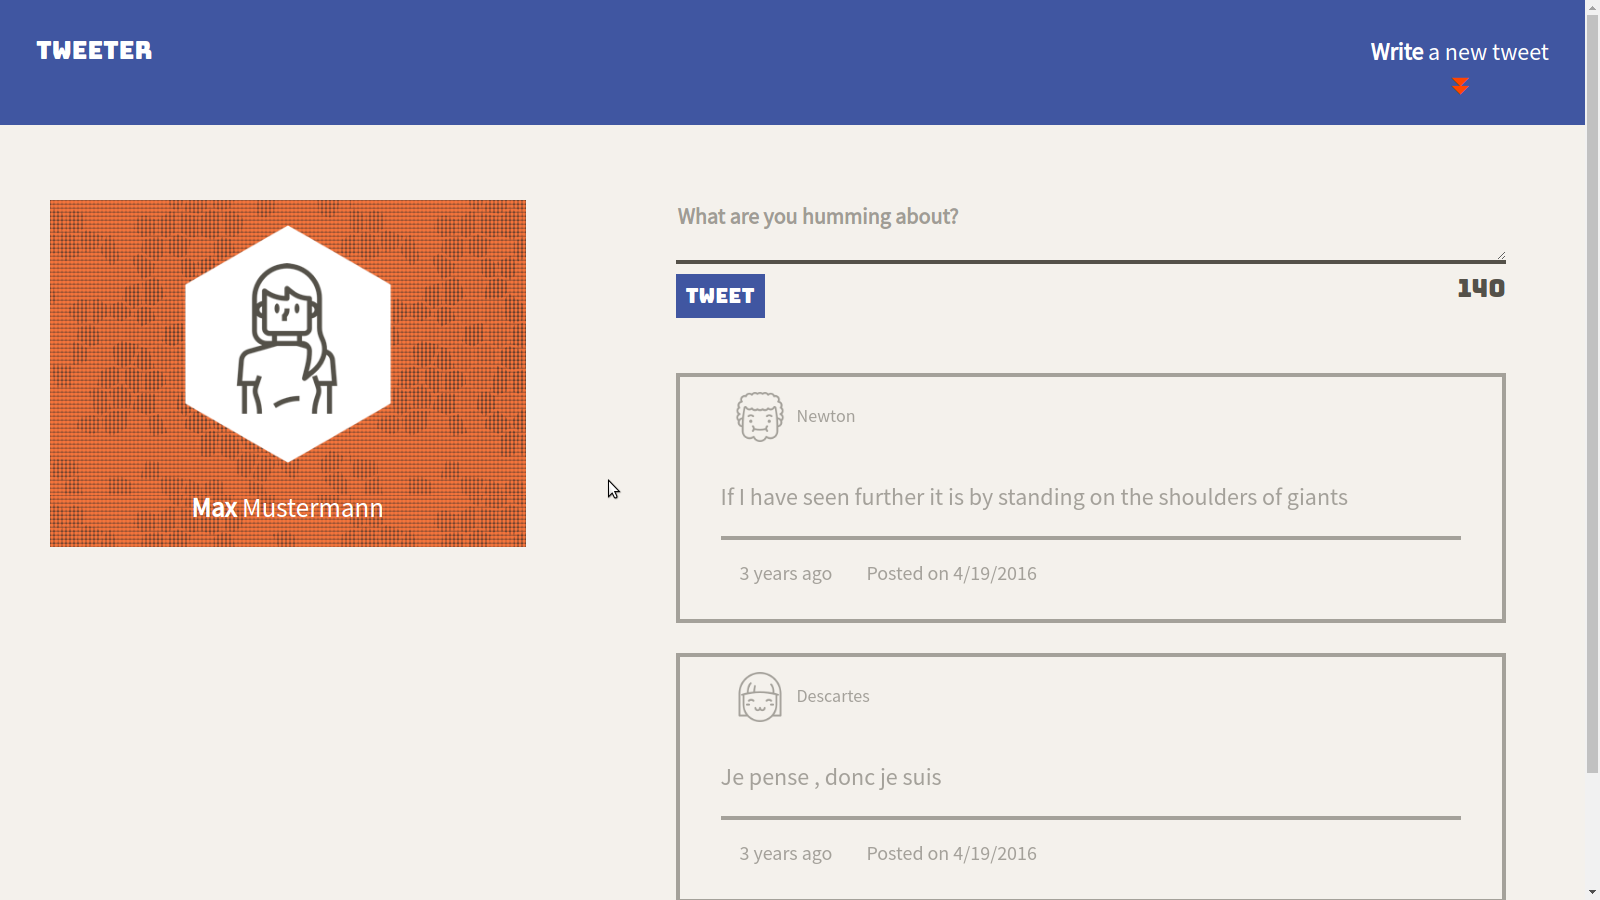 TWEETER
Write a new tweet
Max Mustermann
What are you humming about?
TWEET
140
Newton
If I have seen further it is by standing on the shoulders of giants
3 years ago Posted on 4/19/2016
Descartes
Je pense , donc je suis
3 years ago Posted on 4/19/2016